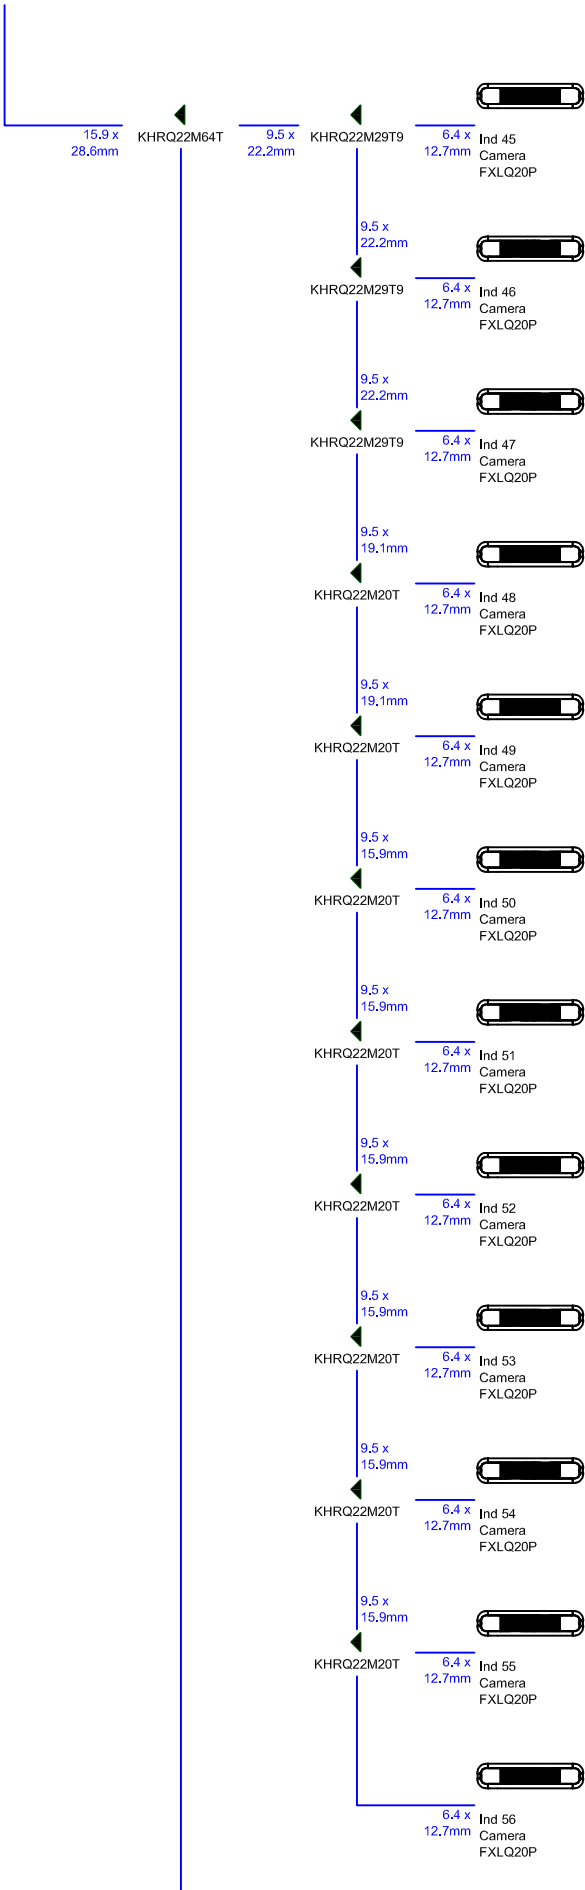 15.9 x
28.6mm
KHRQ22M64T
9.5 x
22.2mm
KHRQ22M29T9
6.4 x
12.7mm
Ind 45
Camera
FXLQ20P
9.5 x
22.2mm
KHRQ22M29T9
6.4 x
12.7mm
Ind 46
Camera
FXLQ20P
9.5 x
22.2mm
KHRQ22M29T9
6.4 x
12.7mm
Ind 47
Camera
FXLQ20P
9.5 x
19.1mm
KHRQ22M20T
6.4 x
12.7mm
Ind 48
Camera
FXLQ20P
9.5 x
19.1mm
KHRQ22M20T
6.4 x
12.7mm
Ind 49
Camera
FXLQ20P
9.5 x
15.9mm
KHRQ22M20T
6.4 x
12.7mm
Ind 50
Camera
FXLQ20P
9.5 x
15.9mm
KHRQ22M20T
6.4 x
12.7mm
Ind 51
Camera
FXLQ20P
9.5 x
15.9mm
KHRQ22M20T
6.4 x
12.7mm
Ind 52
Camera
FXLQ20P
9.5 x
15.9mm
KHRQ22M20T
6.4 x
12.7mm
Ind 53
Camera
FXLQ20P
9.5 x
15.9mm
KHRQ22M20T
6.4 x
12.7mm
Ind 54
Camera
FXLQ20P
9.5 x
15.9mm
KHRQ22M20T
6.4 x
12.7mm
Ind 55
Camera
FXLQ20P
6.4 x
12.7mm
Ind 56
Camera
FXLQ20P